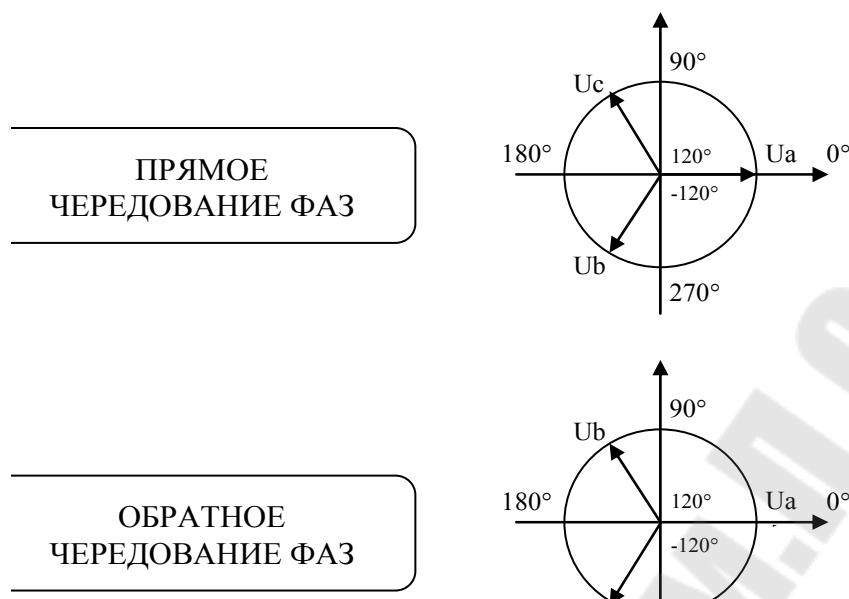 90°
Uc
180°
120°
Ua
0°
ПРЯМОЕ
ЧЕРЕДОВАНИЕ ФАЗ
-120°
Ub
270°
90°
Ub
180°
120°
Ua
0°
ОБРАТНОЕ
ЧЕРЕДОВАНИЕ ФАЗ
-120°